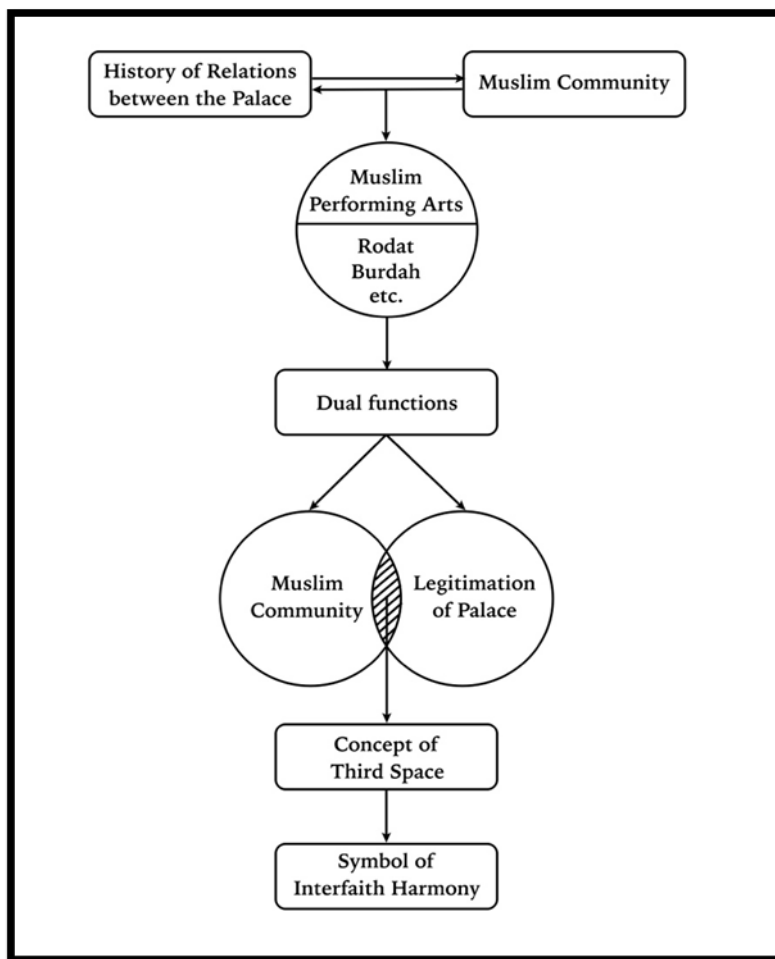 History of Relations
between the Palace
Muslim Community
Muslim
Performing Arts
Rodat
Burdah
etc.
Dual functions
Muslim
Community
Legitimation
of Palace
Concept of
Third Space
Symbol of
Interfaith Harmony